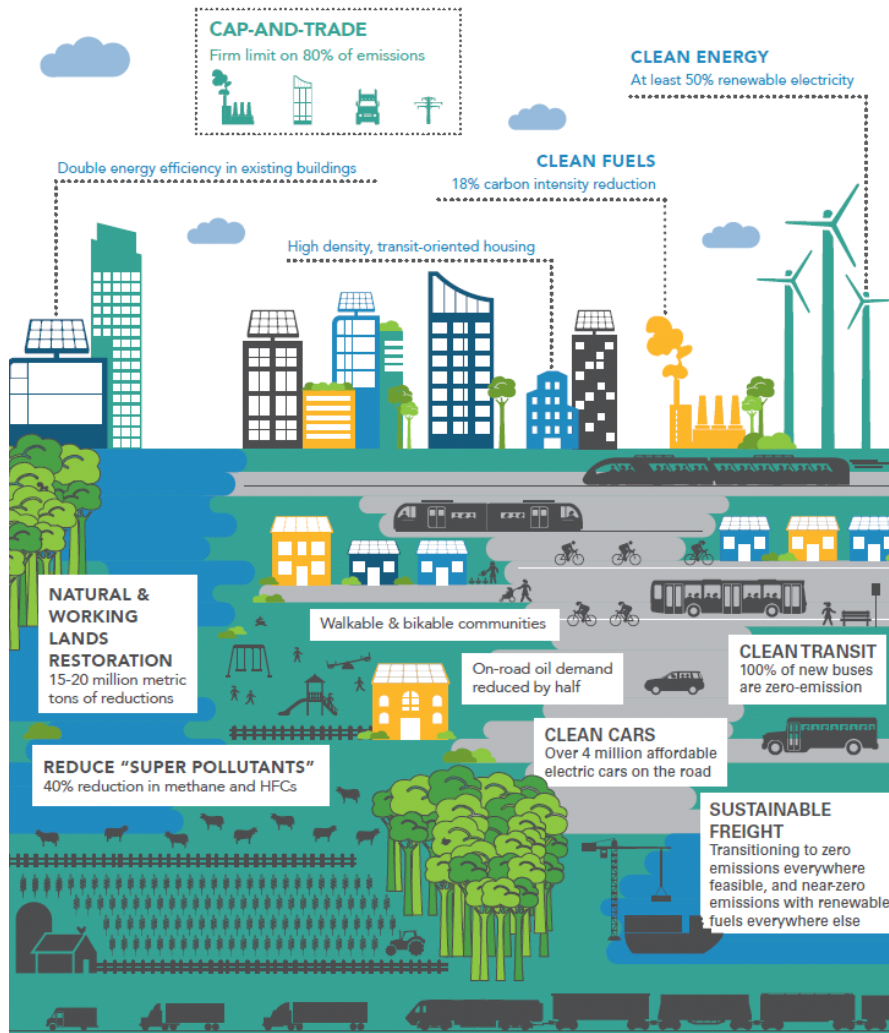 CAP-AND-TRADE
Firm limit on 80% of emissions
CLEAN ENERGY
At least 50% renewable electricity
Double energy efficiency in existing buildings
CLEAN FUELS
18% carbon intensity reduction
High density, transit-oriented housing
NATURAL &
WORKING
LANDS
RESTORATION
15-20 million metric
tons of reductions
Walkable & bikable communities
On-road oil demand
reduced by half
CLEAN TRANSIT
100% of new buses
are zero-emission
CLEAN CARS
Over 4 million affordable
electric cars on the road
REDUCE “SUPER POLLUTANTS”
40% reduction in methane and HFCs
SUSTAINABLE
FREIGHT
Transitioning to zero
emissions everywhere
feasible, and near-zero
emissions with renewable
fuels everywhere else